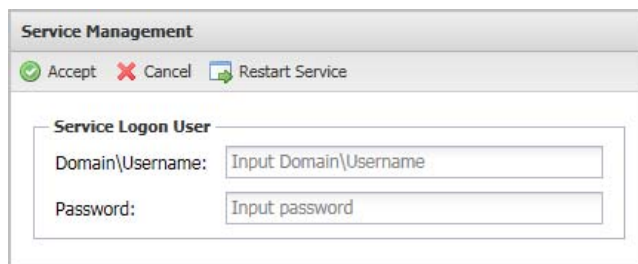 Service Management
Accept Cancel Restart Service
Service Logon User
Domain\Username: Input Domain\Username
Password: Input password